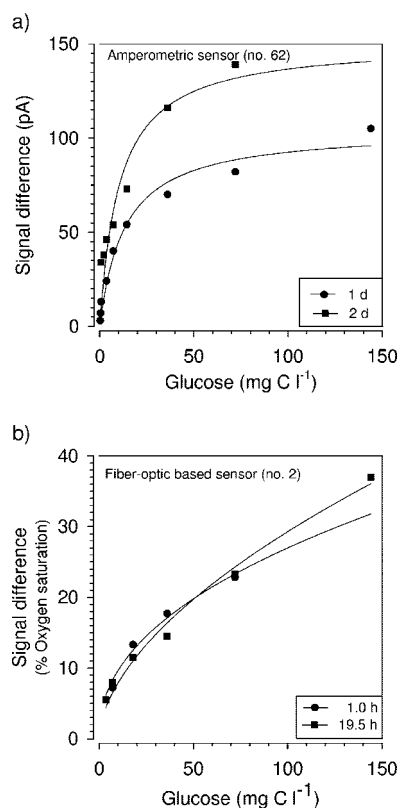 a)
150
Amperometric sensor (no. 62)
100
50
0
Signal difference (pA)
1 d
2 d
0 50 100 150
Glucose (mg C l⁻¹)
b)
40
Fiber-optic based sensor (no. 2)
30
20
10
0
Signal difference
(% Oxygen saturation)
1.0 h
19.5 h
0 50 100 150
Glucose (mg C l⁻¹)